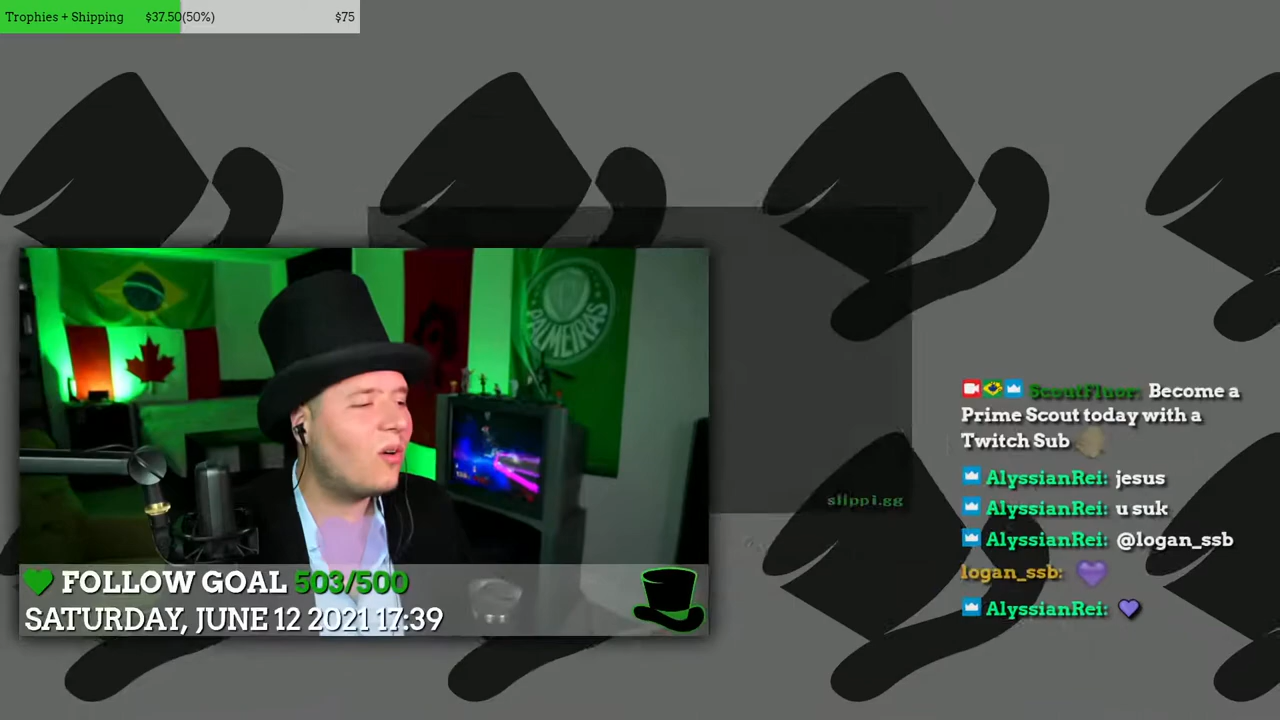 Trophies + Shipping $37.50(50%) $75
PALMEIRAS
slippi.gg
FOLLOW GOAL 503/500
SATURDAY, JUNE 12 2021 17:39
ScoutFluor: Become a
Prime Scout today with a
Twitch Sub
AlyssianRei: jesus
AlyssianRei: u suk
AlyssianRei: @logan_ssb
logan_ssb:
AlyssianRei: